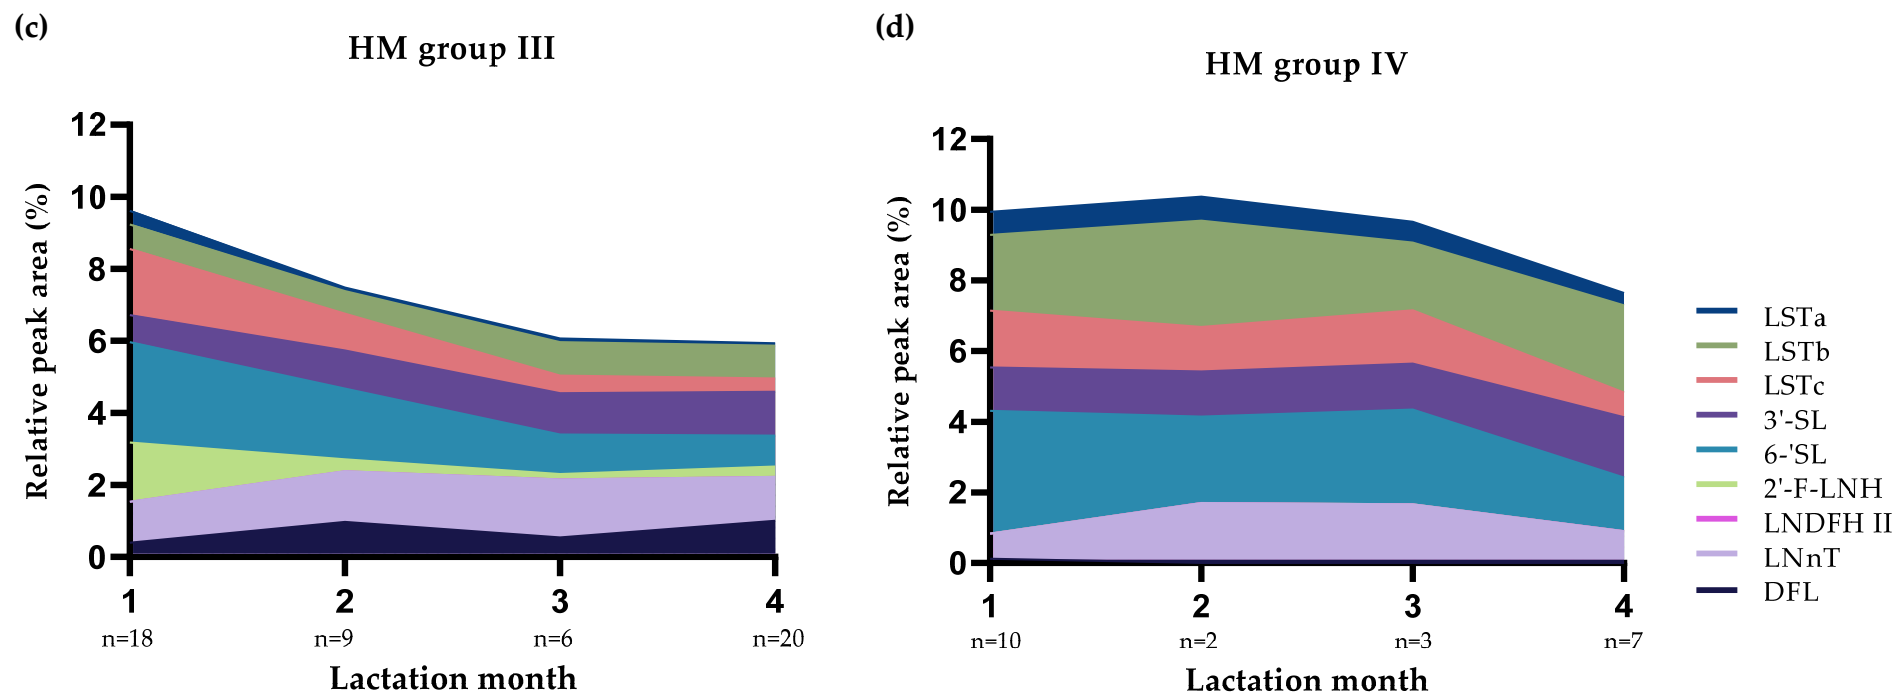 (c)
HM group III
Relative peak area (%)
12
10
8
6
4
2
0
1 2 3 4
n=18 n=9 n=6 n=20
Lactation month
(d)
HM group IV
Relative peak area (%)
12
10
8
6
4
2
0
1 2 3 4
n=10 n=2 n=3 n=7
Lactation month
LSTa
LSTb
LSTc
3'-SL
6-'SL
2'-F-LNH
LNDFH II
LNnT
DFL